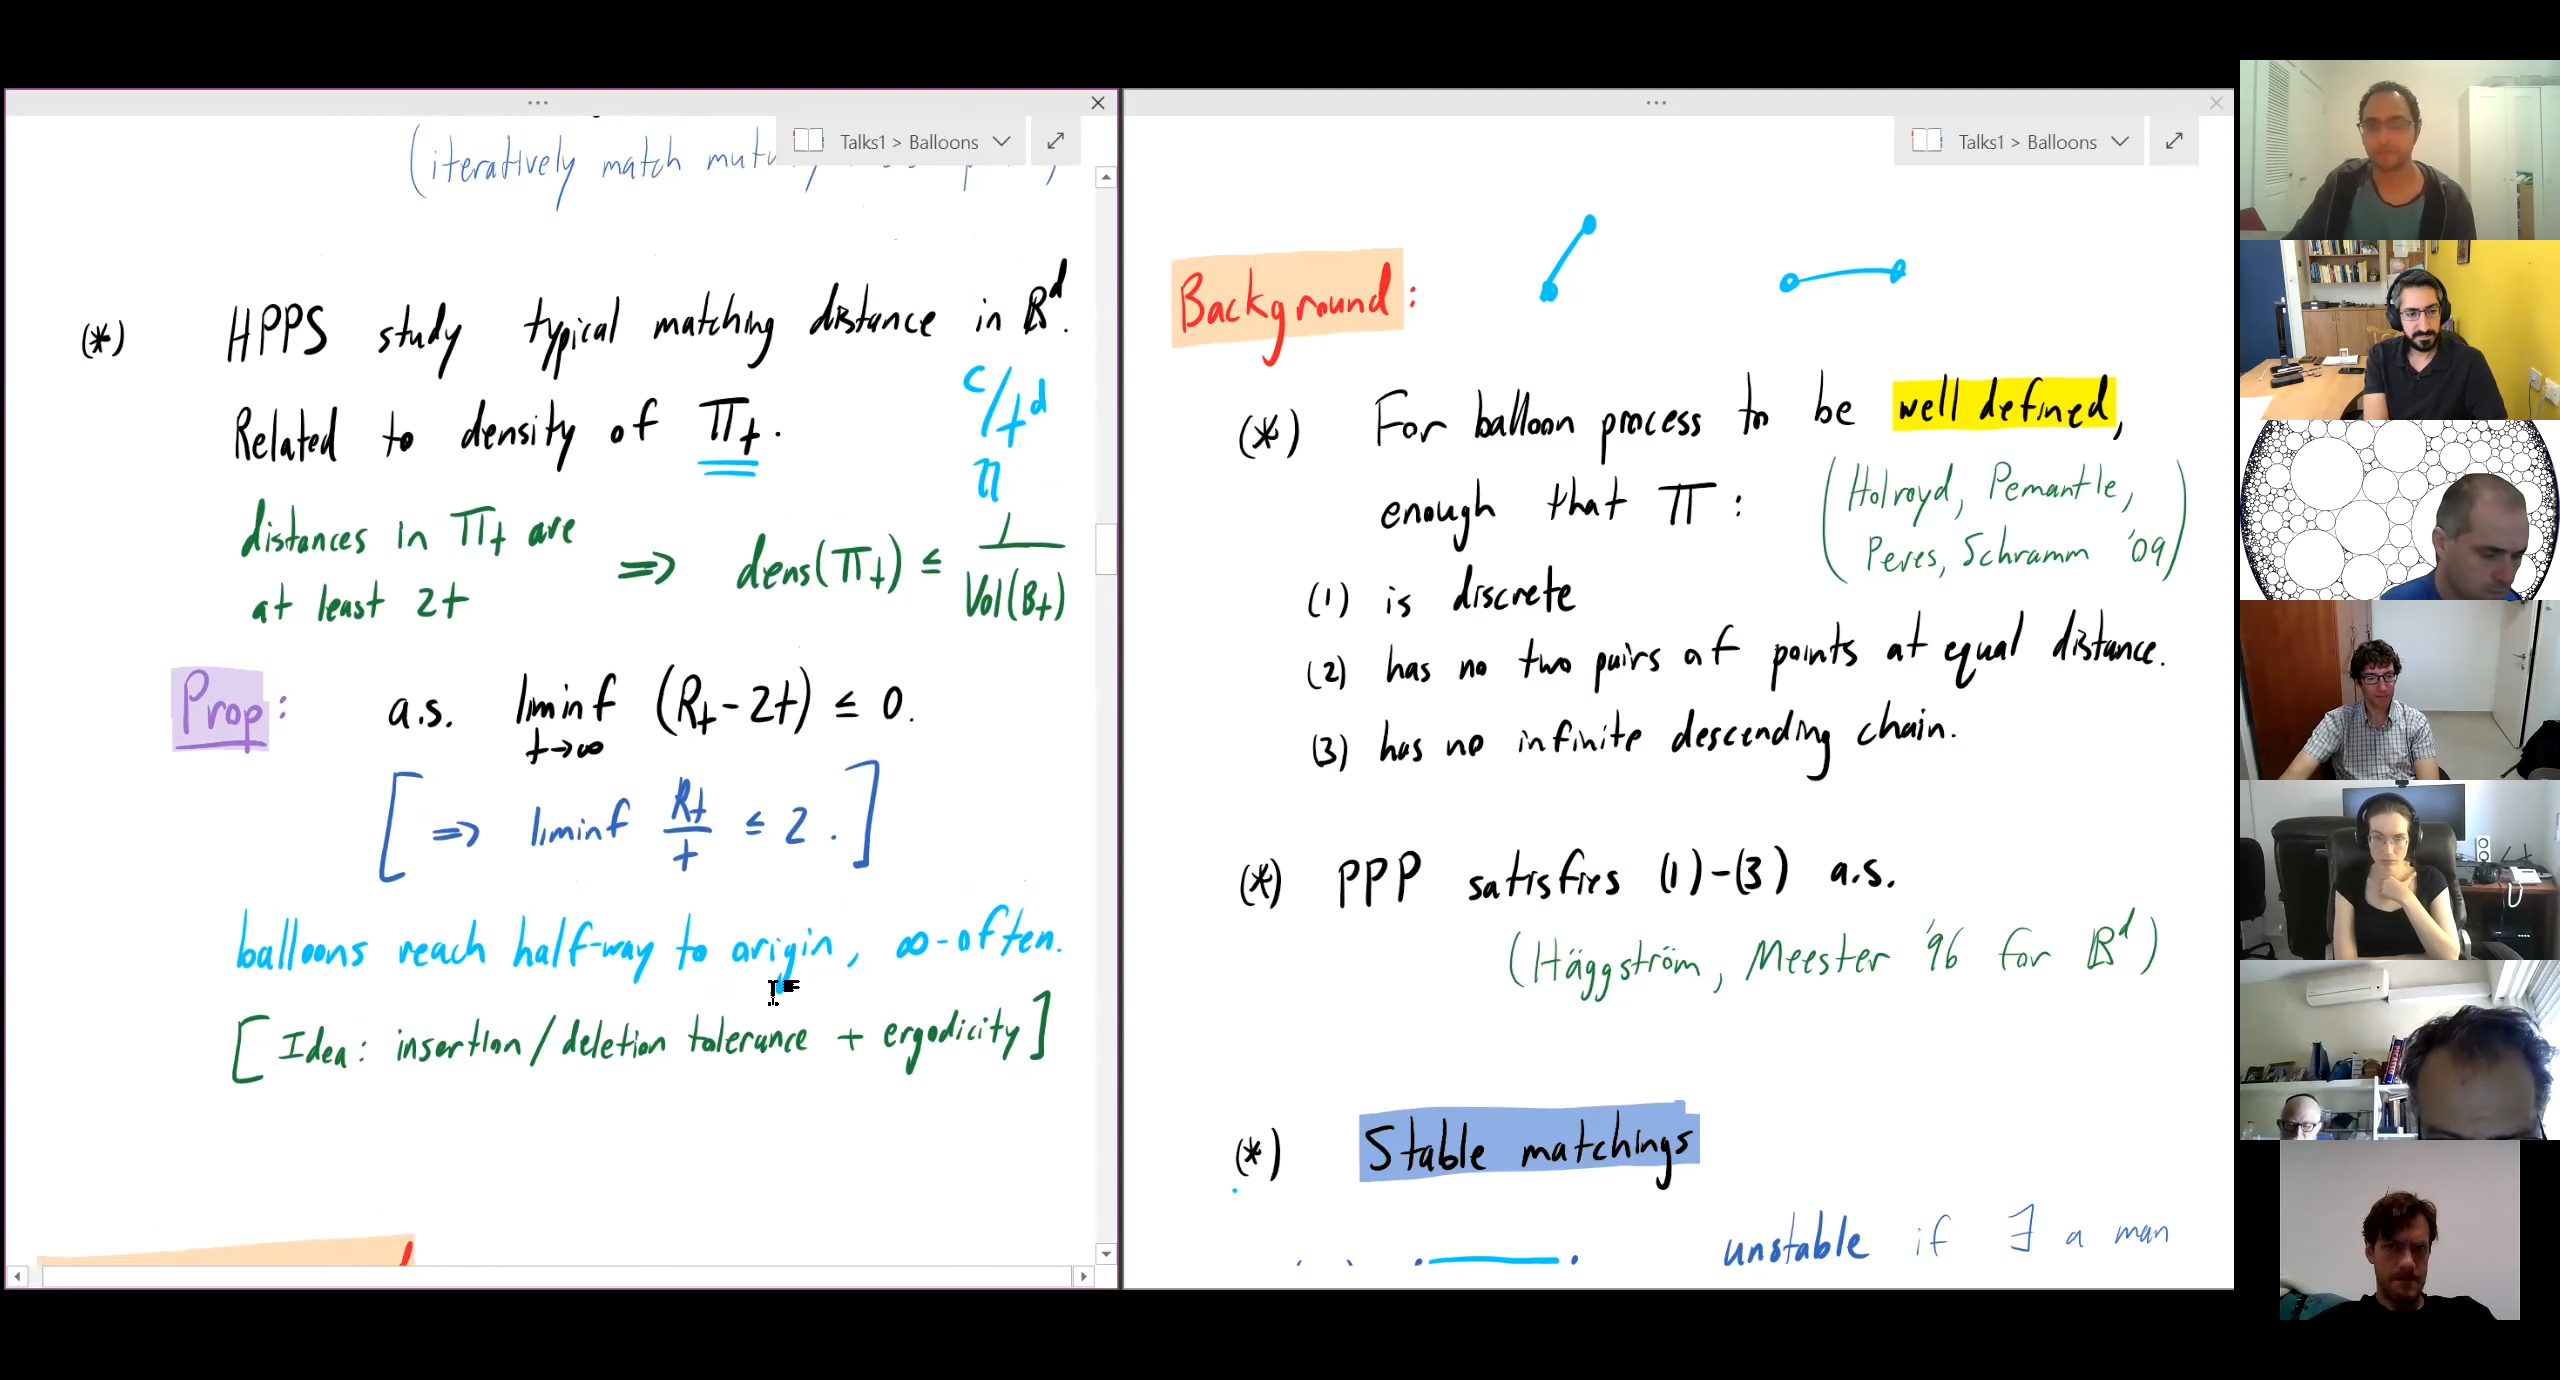 Talks1 > Balloons
(iteratively match
(*) HPPS study typical matching distance in ℝᵈ.
Related to density of Π_t.
c/t^d
π
distances in Π_t are at least 2t ⇒ dens(Π_t) ≤ 1/Vol(B_t)
Prop: a.s. liminf_{t→∞} (R_t - 2t) ≤ 0.
[⇒ liminf R_t/t ≤ 2.]
balloons reach half-way to origin, ∞-often.
[Idea: insertion/deletion tolerance + ergodicity]
Talks1 > Balloons
Background:
(*) For balloon process to be well defined,
enough that Π:
(Holroyd, Pemantle,
Peres, Schramm '09)
(1) is discrete
(2) has no two pairs of points at equal distance.
(3) has no infinite descending chain.
(*) PPP satisfies (1)-(3) a.s.
(Häggström, Meester '96 for ℝᵈ)
(*) Stable matchings
unstable if ∃ a man